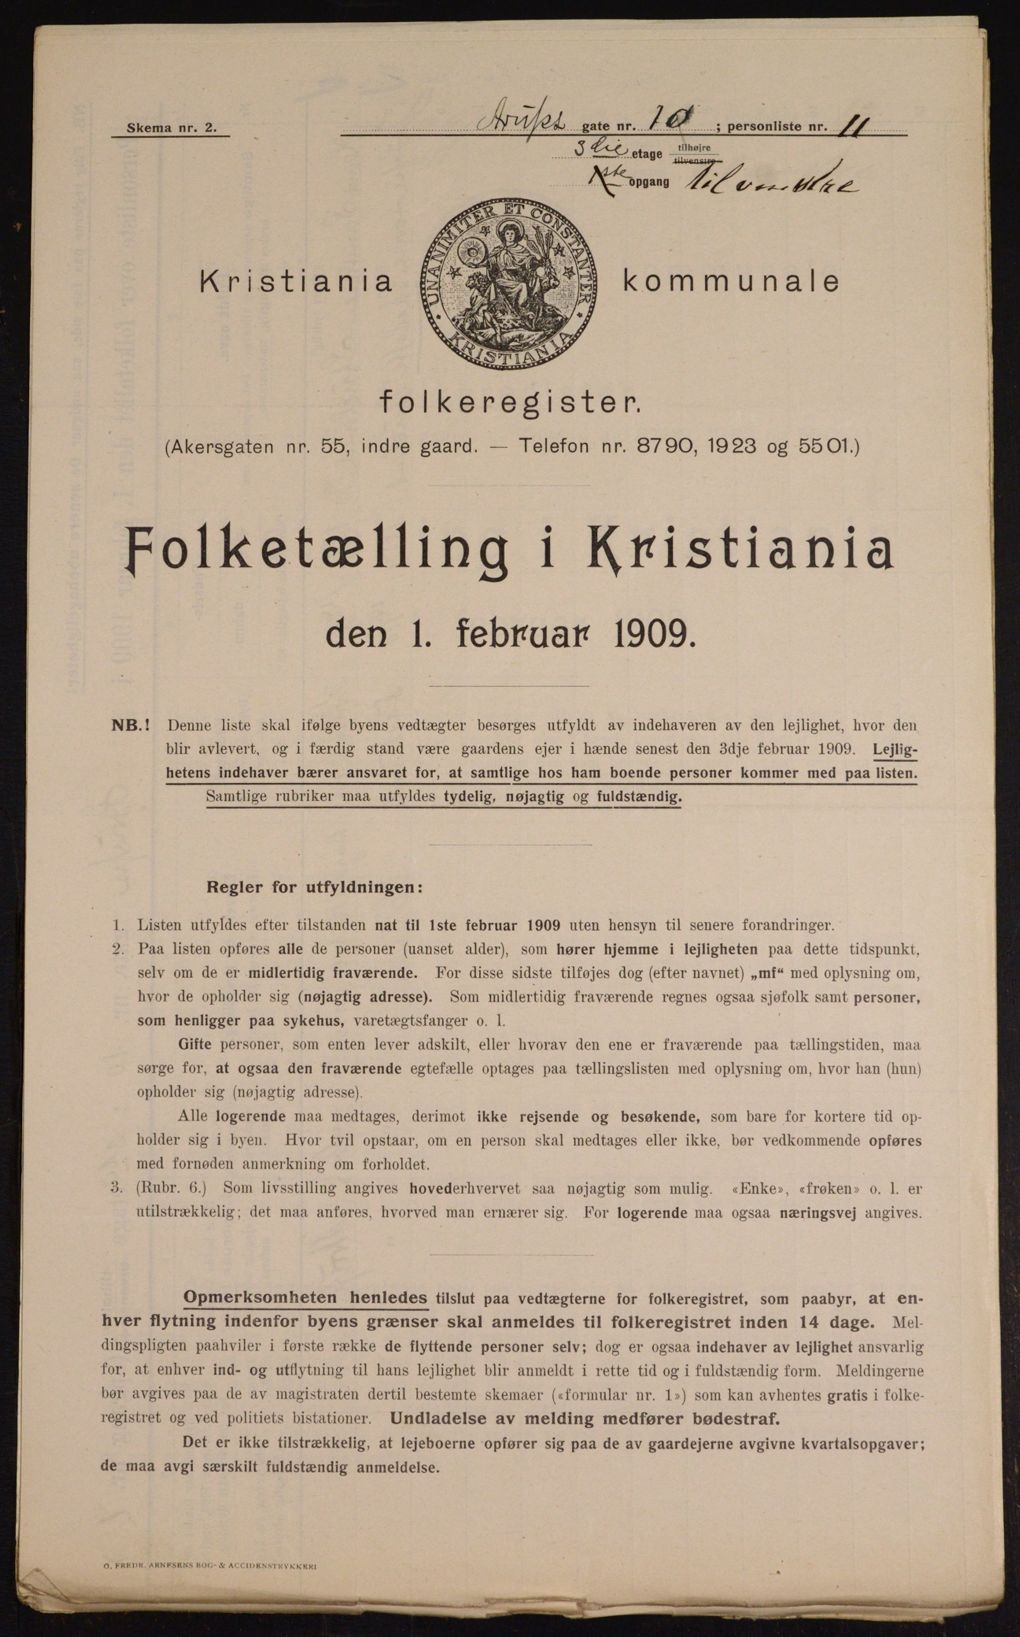 Skema nr. 2.
Arups gate nr. 10 ; personliste nr. 11
3die etage tilhøjre tilvenstre
1ste opgang til venstre
UNANIMITER ET CONSTANTER
KRISTIANIA
Kristiania kommunale
folkeregister.
(Akersgaten nr. 55, indre gaard. — Telefon nr. 8790, 1923 og 5501.)
Folketælling i Kristiania
den 1. februar 1909.
NB.! Denne liste skal ifølge byens vedtægter besørges utfyldt av indehaveren av den lejlighet, hvor den
blir avlevert, og i færdig stand være gaardens ejer i hænde senest den 3dje februar 1909. Lejlig-
hetens indehaver bærer ansvaret for, at samtlige hos ham boende personer kommer med paa listen.
Samtlige rubriker maa utfyldes tydelig, nøjagtig og fuldstændig.
Regler for utfyldningen:
1. Listen utfyldes efter tilstanden nat til 1ste februar 1909 uten hensyn til senere forandringer.
2. Paa listen opføres alle de personer (uanset alder), som hører hjemme i lejligheten paa dette tidspunkt,
selv om de er midlertidig fraværende. For disse sidste tilføjes dog (efter navnet) „mf“ med oplysning om,
hvor de opholder sig (nøjagtig adresse). Som midlertidig fraværende regnes ogsaa sjøfolk samt personer,
som henligger paa sykehus, varetægtsfanger o. l.
Gifte personer, som enten lever adskilt, eller hvorav den ene er fraværende paa tællingstiden, maa
sørge for, at ogsaa den fraværende egtefælle optages paa tællingslisten med oplysning om, hvor han (hun)
opholder sig (nøjagtig adresse).
Alle logerende maa medtages, derimot ikke rejsende og besøkende, som bare for kortere tid op-
holder sig i byen. Hvor tvil opstaar, om en person skal medtages eller ikke, bør vedkommende opføres
med fornøden anmerkning om forholdet.
3. (Rubr. 6.) Som livsstilling angives hovederhvervet saa nøjagtig som mulig. «Enke», «frøken» o. l. er
utilstrækkelig; det maa anføres, hvorved man ernærer sig. For logerende maa ogsaa næringsvej angives.
Opmerksomheten henledes tilslut paa vedtægterne for folkeregistret, som paabyr, at en-
hver flytning indenfor byens grænser skal anmeldes til folkeregistret inden 14 dage. Mel-
dingspligten paahviler i første række de flyttende personer selv; dog er ogsaa indehaver av lejlighet ansvarlig
for, at enhver ind- og utflytning til hans lejlighet blir anmeldt i rette tid og i fuldstændig form. Meldingerne
bør avgives paa de av magistraten dertil bestemte skemaer («formular nr. 1») som kan avhentes gratis i folke-
registret og ved politiets bistationer. Undladelse av melding medfører bødestraf.
Det er ikke tilstrækkelig, at lejeboerne opfører sig paa de av gaardejerne avgivne kvartalsopgaver;
de maa avgi særskilt fuldstændig anmeldelse.
O. FREDR. ARNESENS BOG- & ACCIDENSTRYKKERI